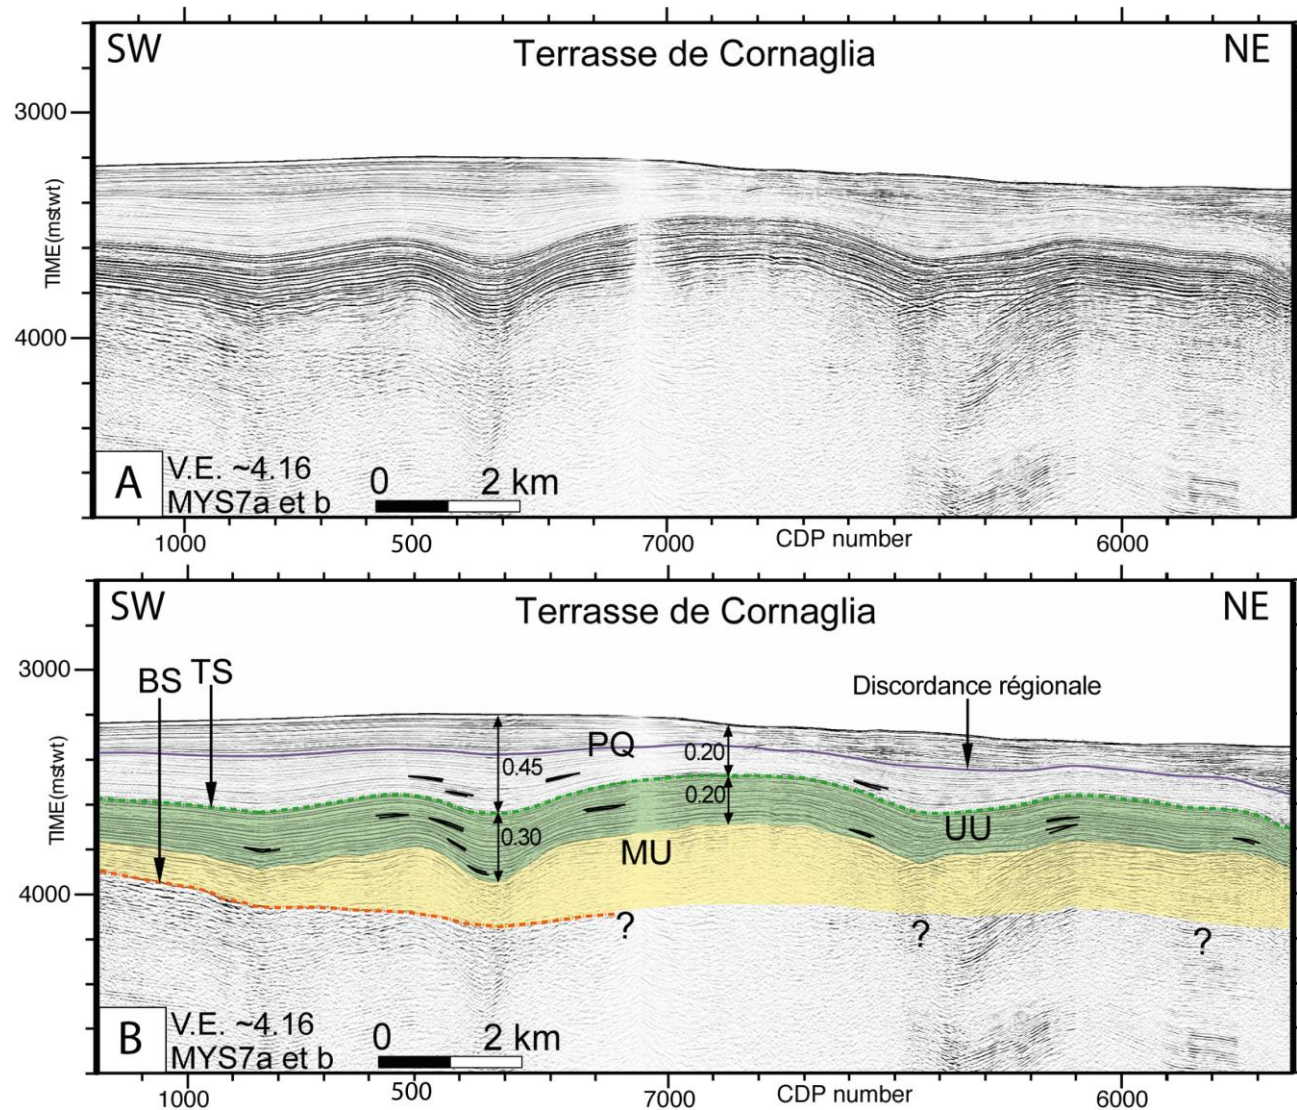 SW Terrasse de Cornaglia NE
3000
TIME(mstwt)
4000
A
V.E. ~4.16
MYS7a et b
0 2 km
1000 500 7000 CDP number 6000
SW Terrasse de Cornaglia NE
3000
BS TS
Discordance régionale
PQ
0.45
0.20
0.20
TIME(mstwt)
UU
0.30
MU
4000
? ? ?
B
V.E. ~4.16
MYS7a et b
0 2 km
1000 500 7000 CDP number 6000